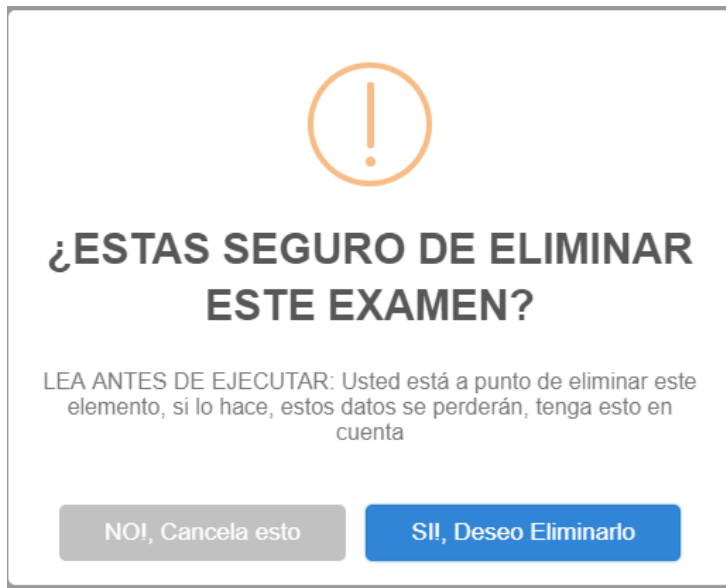 ¿ESTAS SEGURO DE ELIMINAR
ESTE EXAMEN?
LEA ANTES DE EJECUTAR: Usted está a punto de eliminar este
elemento, si lo hace, estos datos se perderán, tenga esto en
cuenta
NO!, Cancela esto
SI!, Deseo Eliminarlo